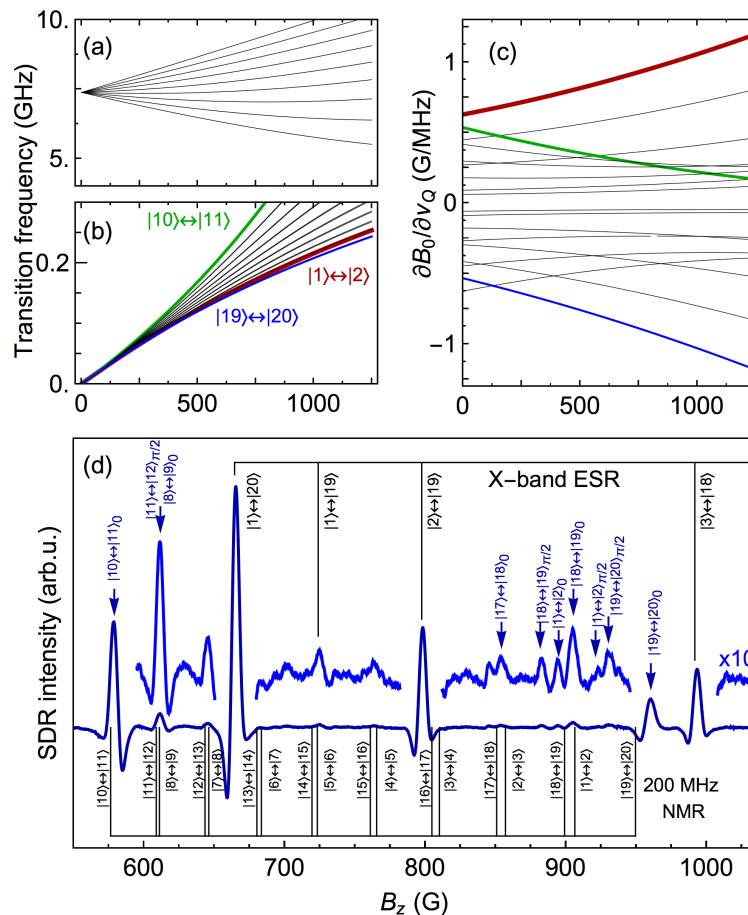 (a)
10.
5.
Transition frequency (GHz)
(b)
|10⟩↔|11⟩
|1⟩↔|2⟩
|19⟩↔|20⟩
0.2
0.
0 500 1000
(c)
1
0
−1
∂B₀/∂νQ (G/MHz)
0 500 1000
(d)
X−band ESR
|10⟩↔|11⟩0
|11⟩↔|12⟩π/2
|8⟩↔|9⟩0
|1⟩↔|20⟩
|1⟩↔|19⟩
|2⟩↔|19⟩
|17⟩↔|18⟩0
|18⟩↔|19⟩π/2
|1⟩↔|2⟩0
|18⟩↔|19⟩0
|1⟩↔|2⟩π/2
|19⟩↔|20⟩π/2
|19⟩↔|20⟩0
|3⟩↔|18⟩
x10
SDR intensity (arb.u.)
|10⟩↔|11⟩
|11⟩↔|12⟩
|8⟩↔|9⟩
|12⟩↔|13⟩
|7⟩↔|8⟩
|13⟩↔|14⟩
|6⟩↔|7⟩
|14⟩↔|15⟩
|5⟩↔|6⟩
|15⟩↔|16⟩
|4⟩↔|5⟩
|16⟩↔|17⟩
|3⟩↔|4⟩
|17⟩↔|18⟩
|2⟩↔|3⟩
|18⟩↔|19⟩
|1⟩↔|2⟩
|19⟩↔|20⟩
200 MHz
NMR
600 700 800 900 1000
Bz (G)